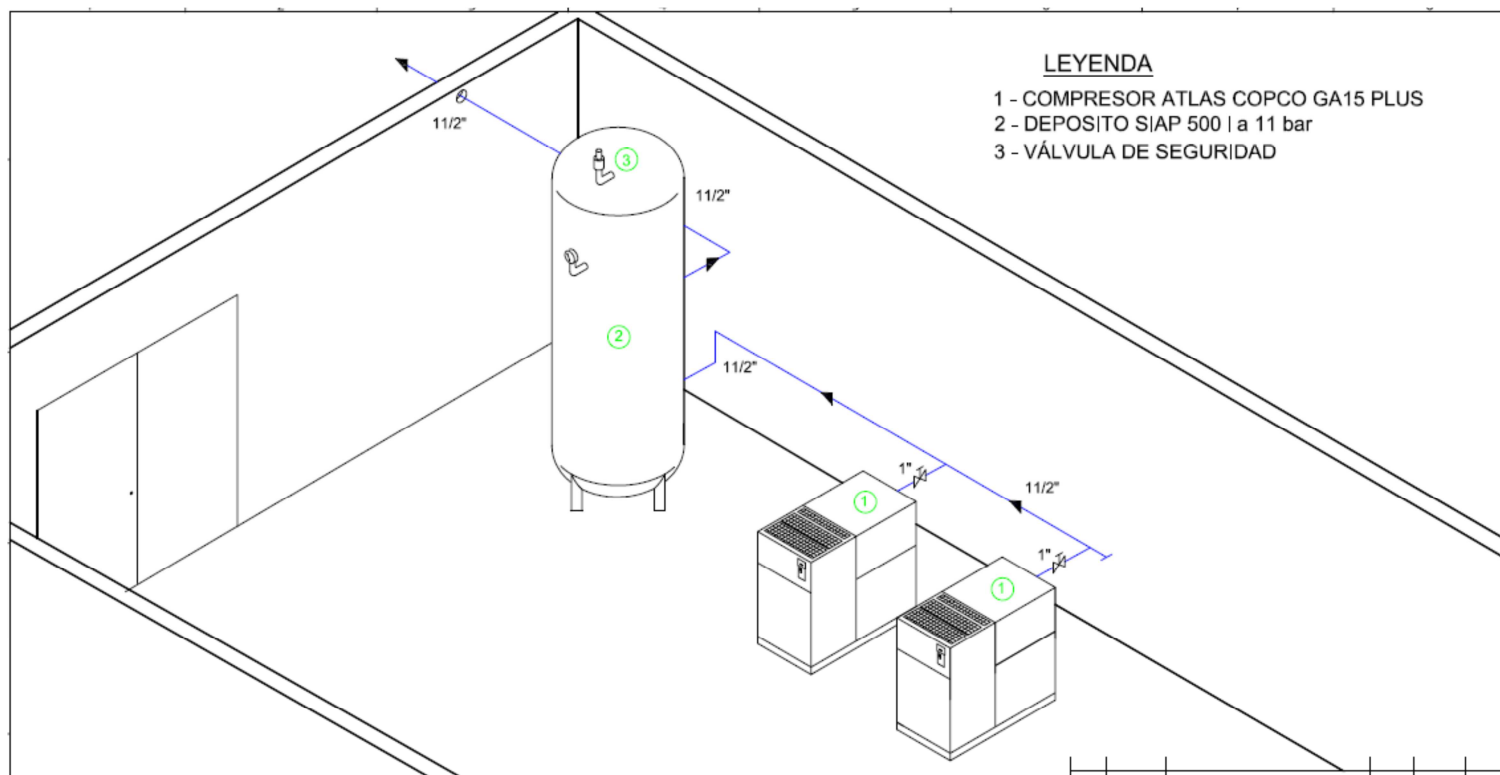 LEYENDA
1 - COMPRESOR ATLAS COPCO GA15 PLUS
2 - DEPOSITO SIAP 500 l a 11 bar
3 - VÁLVULA DE SEGURIDAD
11/2"
3
11/2"
2
11/2"
1"
1
11/2"
1"
1